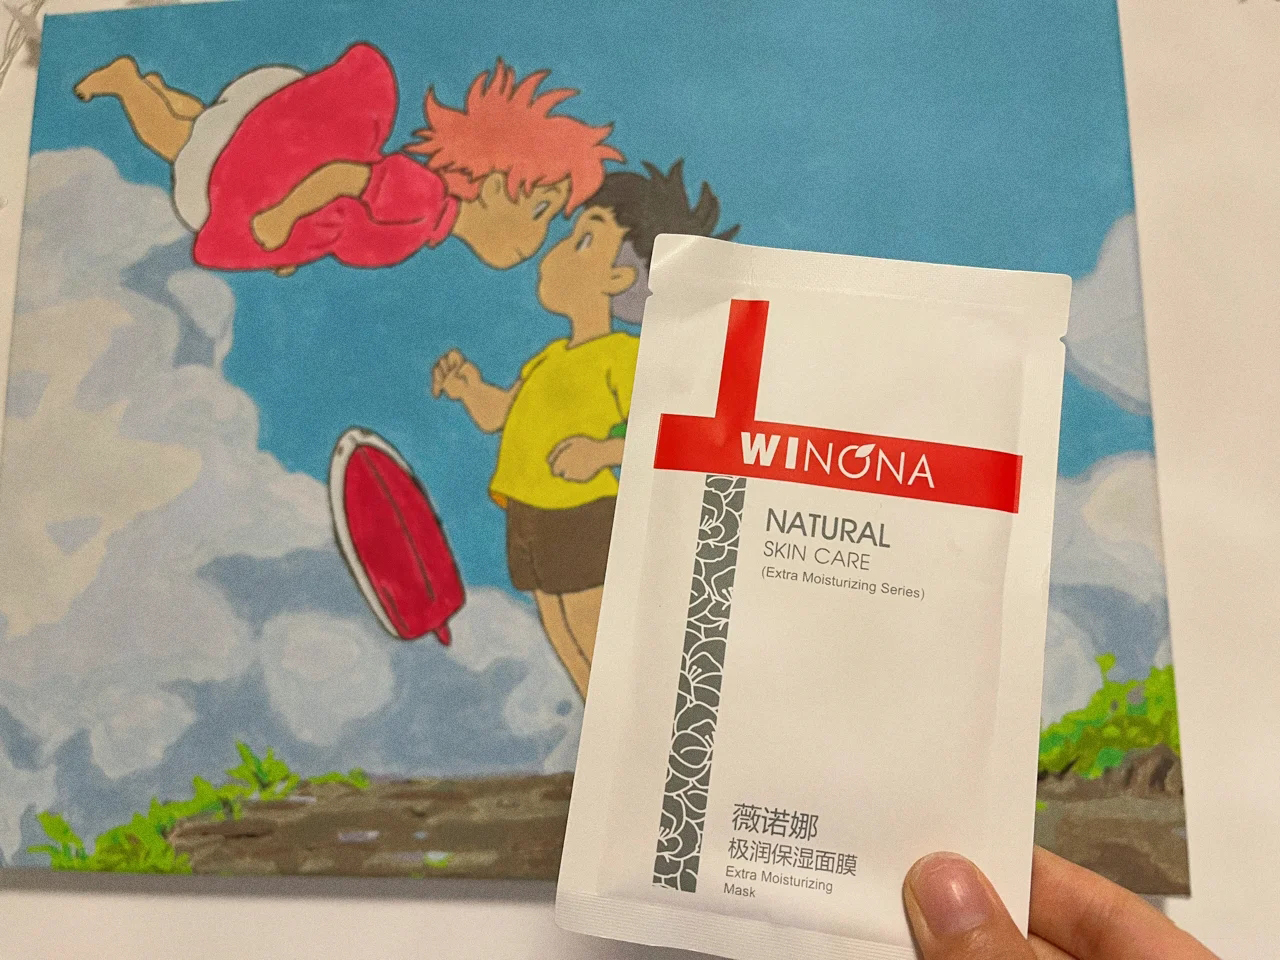 WINONA
NATURAL
SKIN CARE
(Extra Moisturizing Series)
薇诺娜
极润保湿面膜
Extra Moisturizing
Mask